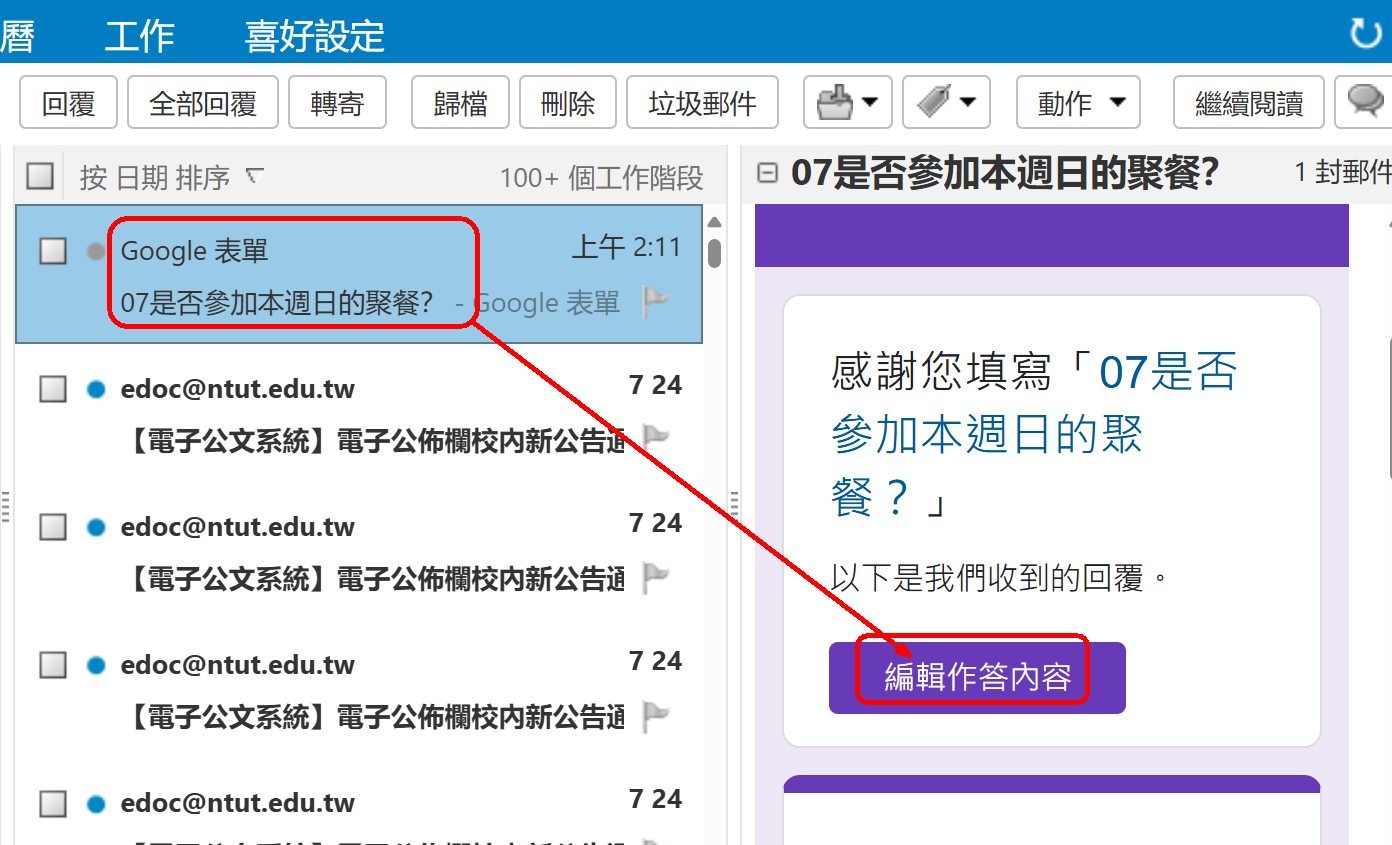 曆 工作 喜好設定
回覆 全部回覆 轉寄 歸檔 刪除 垃圾郵件 動作 繼續閱讀
按 日期 排序 100+ 個工作階段
Google 表單 上午 2:11
07是否參加本週日的聚餐? - Google 表單
edoc@ntut.edu.tw 7 24
【電子公文系統】電子公佈欄校內新公告通
edoc@ntut.edu.tw 7 24
【電子公文系統】電子公佈欄校內新公告通
edoc@ntut.edu.tw 7 24
【電子公文系統】電子公佈欄校內新公告通
edoc@ntut.edu.tw 7 24
07是否參加本週日的聚餐? 1 封郵件
感謝您填寫「07是否
參加本週日的聚
餐？」
以下是我們收到的回覆。
編輯作答內容